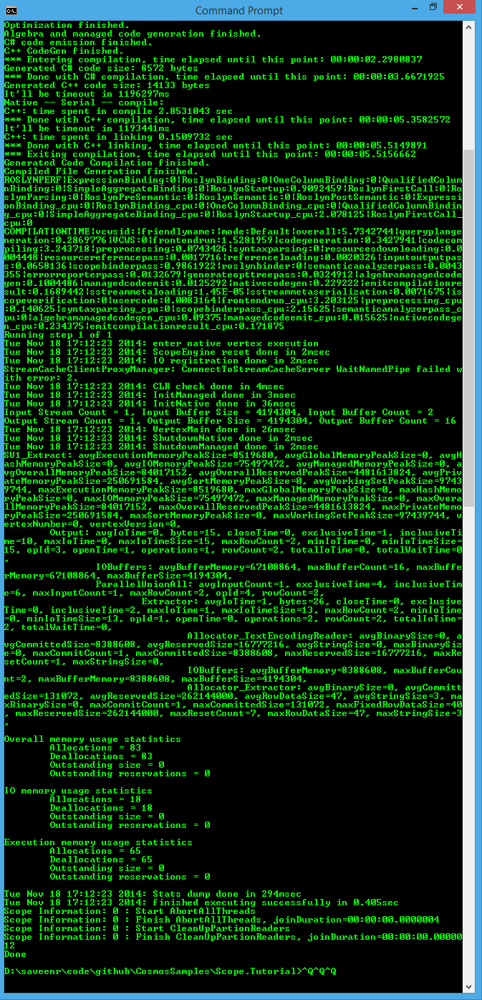 Command Prompt
Optimization finished.
Algebra and managed code generation finished.
C# code emission finished.
C++ CodeGen finished.
*** Entering compilation, time elapsed until this point: 00:00:02.2980837
Generated C# code size: 8572 bytes
*** Done with C# compilation, time elapsed until this point: 00:00:03.6671925
Generated C++ code size: 14133 bytes
It'll be timeout in 1196297ms
Native -- Serial -- compile:
C++: time spent in compile 2.8531043 sec
*** Done with C++ compilation, time elapsed until this point: 00:00:05.3582572
It'll be timeout in 1193441ms
C++: time spent in linking 0.1509732 sec
*** Done with C++ linking, time elapsed until this point: 00:00:05.5149891
*** Exiting compilation, time elapsed until this point: 00:00:05.5156662
Generated Code Compilation finished.
Compiled File Generation finished.
ROSLYNPERF|ExpressionBinding:0|RoslynBinding:0|OneColumnBinding:0|QualifiedColum
nBinding:0|SimpleAggregateBinding:0|RoslynStartup:0.9092459|RoslynFirstCall:0|Ro
slynParsing:0|RoslynPreSemantic:0|RoslynSemantic:0|RoslynPostSemantic:0|Expressi
onBinding_cpu:0|RoslynBinding_cpu:0|OneColumnBinding_cpu:0|QualifiedColumnBindin
g_cpu:0|SimpleAggregateBinding_cpu:0|RoslynStartup_cpu:2.078125|RoslynFirstCall_
cpu:0
COMPILATIONTIME|vcwsid:|friendlyname:|mode:Default|overall:5.7342744|queryplange
neration:0.2869776|VCWS:0|frontendrun:1.5281959|codegeneration:0.3427941|codecom
piling:3.243718|preprocessing:0.0743426|syntaxparsing:0|resourcesdownloading:0.0
004448|resourcereferencepass:0.0017716|referenceloading:0.0020326|inputoutputpas
s:0.0658136|scopebinderpass:0.9861922|roslynbinder:0|semanticanalyzerpass:0.0043
355|errorreporterpass:0.0132679|generateopttreepass:0.0324912|algebramanagedcode
gen:0.1004486|managedcodeemit:0.0125292|nativecodegen:0.229222|emitcompilationre
sult:0.1689442|sstreammetaloading:1.45E-05|sstreammetaserialization:0.0071675|is
copeverification:0|usercode:0.0083164|frontendrun_cpu:3.203125|preprocessing_cpu
:0.140625|syntaxparsing_cpu:0|scopebinderpass_cpu:2.15625|semanticanalyzerpass_c
pu:0|algebramanagedcodegen_cpu:0.09375|managedcodeemit_cpu:0.015625|nativecodege
n_cpu:0.234375|emitcompilationresult_cpu:0.171875
Running step 1 of 1
Tue Nov 18 17:12:23 2014: enter native vertex execution
Tue Nov 18 17:12:23 2014: ScopeEngine reset done in 2msec
Tue Nov 18 17:12:23 2014: IO registration done in 2msec
StreamCacheClientProxyManager: ConnectToStreamCacheServer WaitNamedPipe failed w
ith error: 2.
Tue Nov 18 17:12:23 2014: CLR check done in 4msec
Tue Nov 18 17:12:23 2014: InitManaged done in 3msec
Tue Nov 18 17:12:23 2014: InitNative done in 36msec
Input Stream Count = 1, Input Buffer Size = 4194304, Input Buffer Count = 2
Output Stream Count = 1, Output Buffer Size = 4194304, Output Buffer Count = 16
Tue Nov 18 17:12:23 2014: VertexMain done in 26msec
Tue Nov 18 17:12:23 2014: ShutdownNative done in 2msec
Tue Nov 18 17:12:23 2014: ShutdownManaged done in 2msec
SV1_Extract: avgExecutionMemoryPeakSize=8519680, avgGlobalMemoryPeakSize=0, avgH
ashMemoryPeakSize=0, avgIOMemoryPeakSize=75497472, avgManagedMemoryPeakSize=0, a
vgOverallMemoryPeakSize=84017152, avgOverallReservedPeakSize=4481613824, avgPriv
ateMemoryPeakSize=250691584, avgSortMemoryPeakSize=0, avgWorkingSetPeakSize=9743
9744, maxExecutionMemoryPeakSize=8519680, maxGlobalMemoryPeakSize=0, maxHashMemo
ryPeakSize=0, maxIOMemoryPeakSize=75497472, maxManagedMemoryPeakSize=0, maxOvera
llMemoryPeakSize=84017152, maxOverallReservedPeakSize=4481613824, maxPrivateMemo
ryPeakSize=250691584, maxSortMemoryPeakSize=0, maxWorkingSetPeakSize=97439744, v
ertexNumber=0, vertexVersion=0,
Output: avgIoTime=0, bytes=15, closeTime=0, exclusiveTime=1, inclusiveTi
me=10, maxIoTime=0, maxIoTimeSize=15, maxRowCount=2, minIoTime=0, minIoTimeSize=
15, opId=3, openTime=1, operations=1, rowCount=2, totalIoTime=0, totalWaitTime=0
,
IOBuffers: avgBufferMemory=67108864, maxBufferCount=16, maxBuffe
rMemory=67108864, maxBufferSize=4194304,
ParallelUnionAll: avgInputCount=1, exclusiveTime=4, inclusiveTim
e=6, maxInputCount=1, maxRowCount=2, opId=4, rowCount=2,
Extractor: avgIoTime=1, bytes=26, closeTime=0, exclusive
Time=0, inclusiveTime=2, maxIoTime=1, maxIoTimeSize=13, maxRowCount=2, minIoTime
=0, minIoTimeSize=13, opId=1, openTime=0, operations=2, rowCount=2, totalIoTime=
2, totalWaitTime=0,
Allocator_TextEncodingReader: avgBinarySize=0, a
vgCommittedSize=8388608, avgReservedSize=16777216, avgStringSize=0, maxBinarySiz
e=0, maxCommitCount=1, maxCommittedSize=8388608, maxReservedSize=16777216, maxRe
setCount=1, maxStringSize=0,
IOBuffers: avgBufferMemory=8388608, maxBufferCou
nt=2, maxBufferMemory=8388608, maxBufferSize=4194304,
Allocator_Extractor: avgBinarySize=0, avgCommitt
edSize=131072, avgReservedSize=262144000, avgRowDataSize=47, avgStringSize=3, ma
xBinarySize=0, maxCommitCount=1, maxCommittedSize=131072, maxFixedRowDataSize=40
, maxReservedSize=262144000, maxResetCount=7, maxRowDataSize=47, maxStringSize=3
,
Overall memory usage statistics
Allocations = 83
Deallocations = 83
Outstanding size = 0
Outstanding reservations = 0
IO memory usage statistics
Allocations = 18
Deallocations = 18
Outstanding size = 0
Outstanding reservations = 0
Execution memory usage statistics
Allocations = 65
Deallocations = 65
Outstanding size = 0
Outstanding reservations = 0
Tue Nov 18 17:12:23 2014: Stats dump done in 294msec
Tue Nov 18 17:12:23 2014: finished executing successfully in 0.405sec
Scope Information: 0 : Start AbortAllThreads
Scope Information: 0 : Finish AbortAllThreads, joinDuration=00:00:00.0000004
Scope Information: 0 : Start CleanUpPartionReaders
Scope Information: 0 : Finish CleanUpPartionReaders, joinDuration=00:00:00.00000
12
Done
D:\saveenr\code\github\CosmosSamples\Scope.Tutorial>^Q^Q^Q